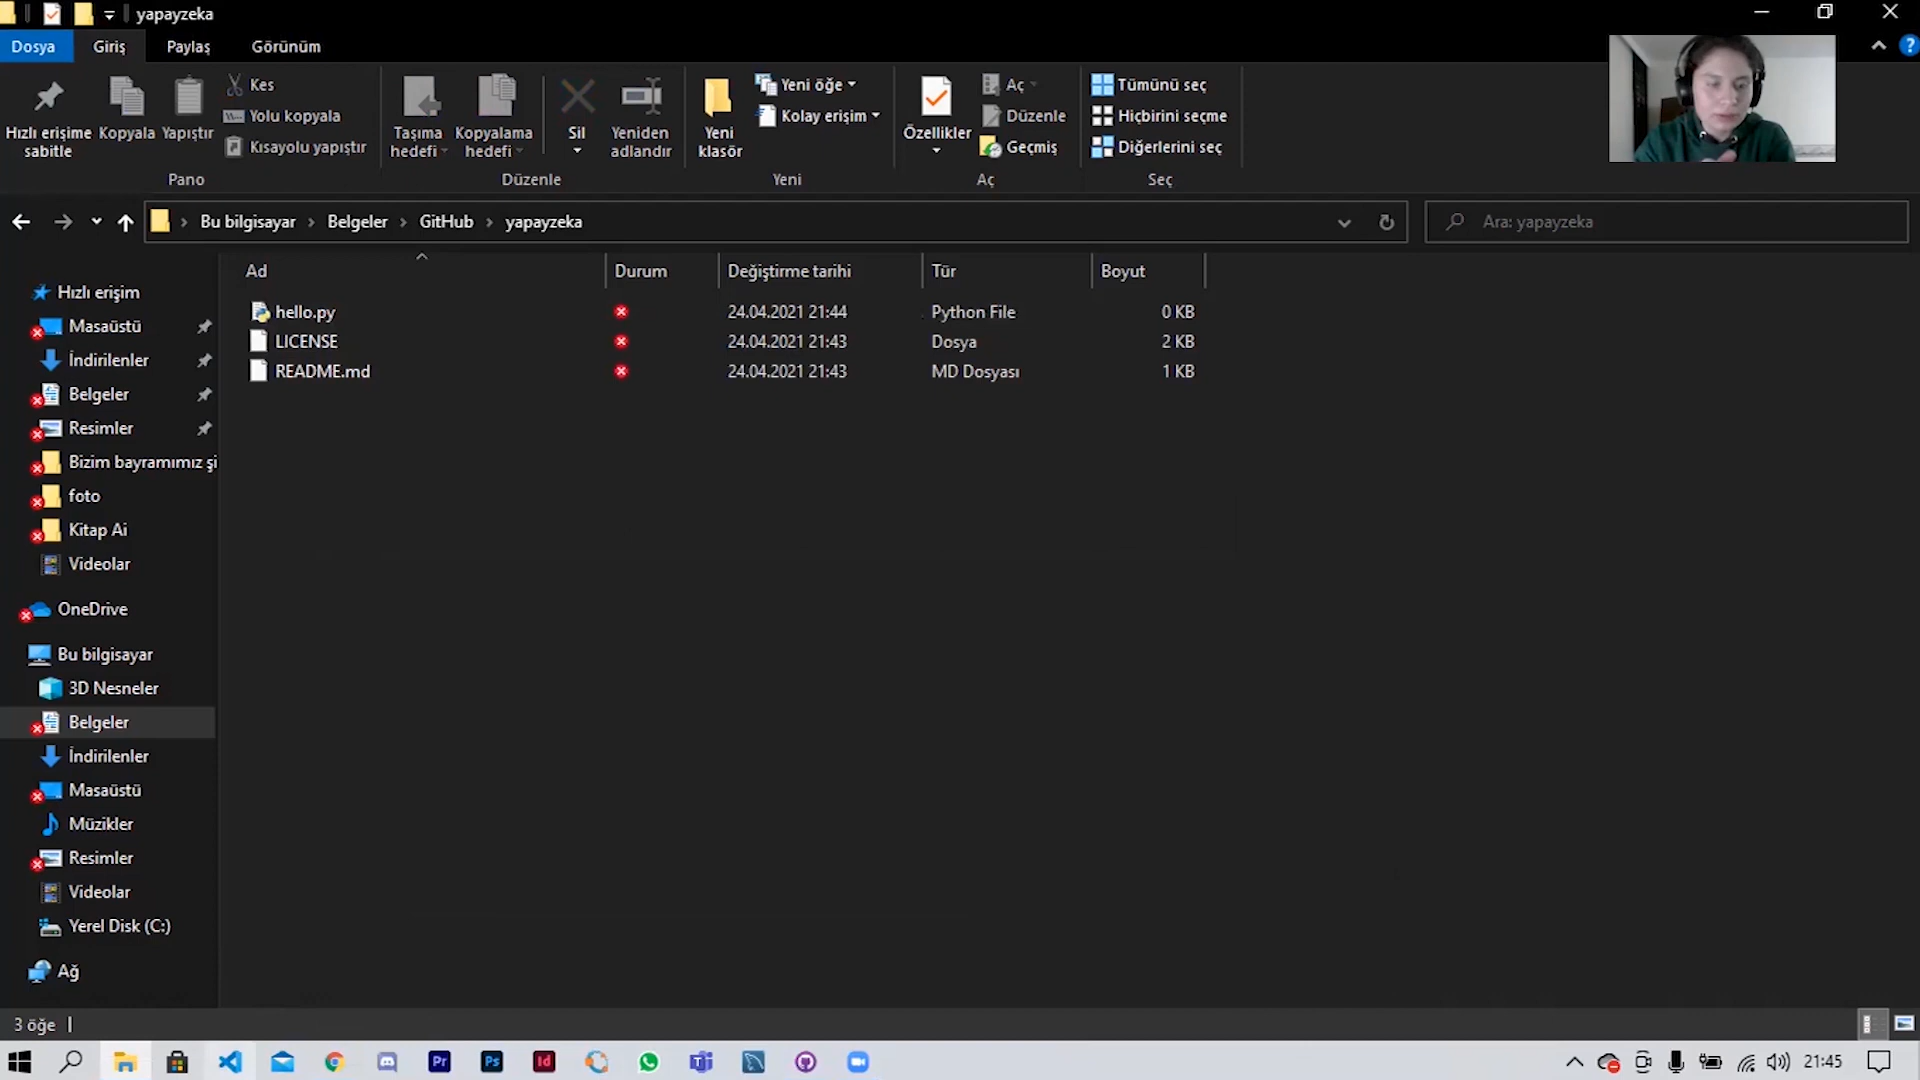 yapayzeka
Dosya Giriş Paylaş Görünüm
Hızlı erişime sabitle
Kopyala
Yapıştır
Kes
Yolu kopyala
Kısayolu yapıştır
Pano
Taşıma hedefi
Kopyalama hedefi
Sil
Yeniden adlandır
Düzenle
Yeni klasör
Yeni öğe
Kolay erişim
Yeni
Özellikler
Aç
Düzenle
Geçmiş
Aç
Tümünü seç
Hiçbirini seçme
Diğerlerini seç
Seç
Bu bilgisayar > Belgeler > GitHub > yapayzeka
Ara: yapayzeka
Ad Durum Değiştirme tarihi Tür Boyut
hello.py 24.04.2021 21:44 Python File 0 KB
LICENSE 24.04.2021 21:43 Dosya 2 KB
README.md 24.04.2021 21:43 MD Dosyası 1 KB
Hızlı erişim
Masaüstü
İndirilenler
Belgeler
Resimler
Bizim bayramımız şi
foto
Kitap Ai
Videolar
OneDrive
Bu bilgisayar
3D Nesneler
Belgeler
İndirilenler
Masaüstü
Müzikler
Resimler
Videolar
Yerel Disk (C:)
Ağ
3 öğe
Pr Ps Id
21:45